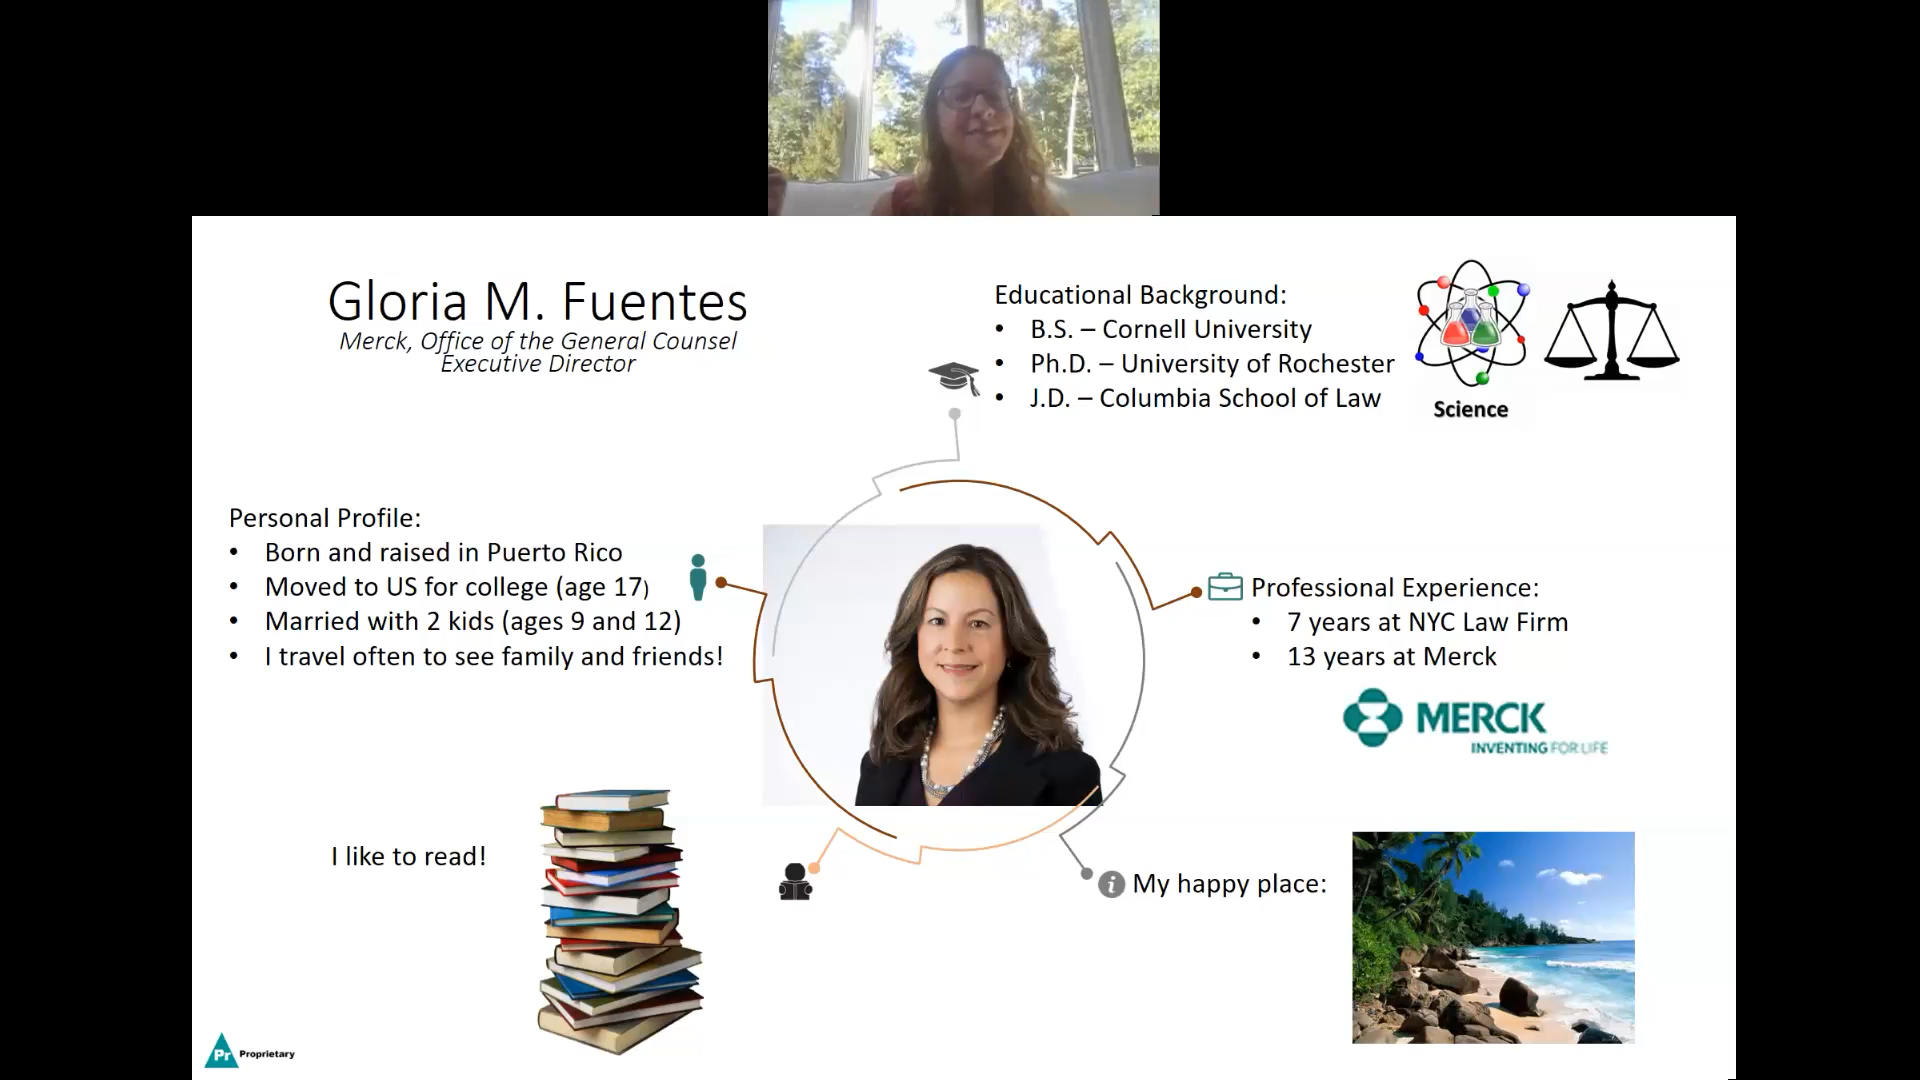 Gloria M. Fuentes
Merck, Office of the General Counsel
Executive Director
Educational Background:
• B.S. – Cornell University
• Ph.D. – University of Rochester
• J.D. – Columbia School of Law
Science
Personal Profile:
• Born and raised in Puerto Rico
• Moved to US for college (age 17)
• Married with 2 kids (ages 9 and 12)
• I travel often to see family and friends!
Professional Experience:
• 7 years at NYC Law Firm
• 13 years at Merck
MERCK
INVENTING FOR LIFE
I like to read!
i My happy place:
Pr Proprietary